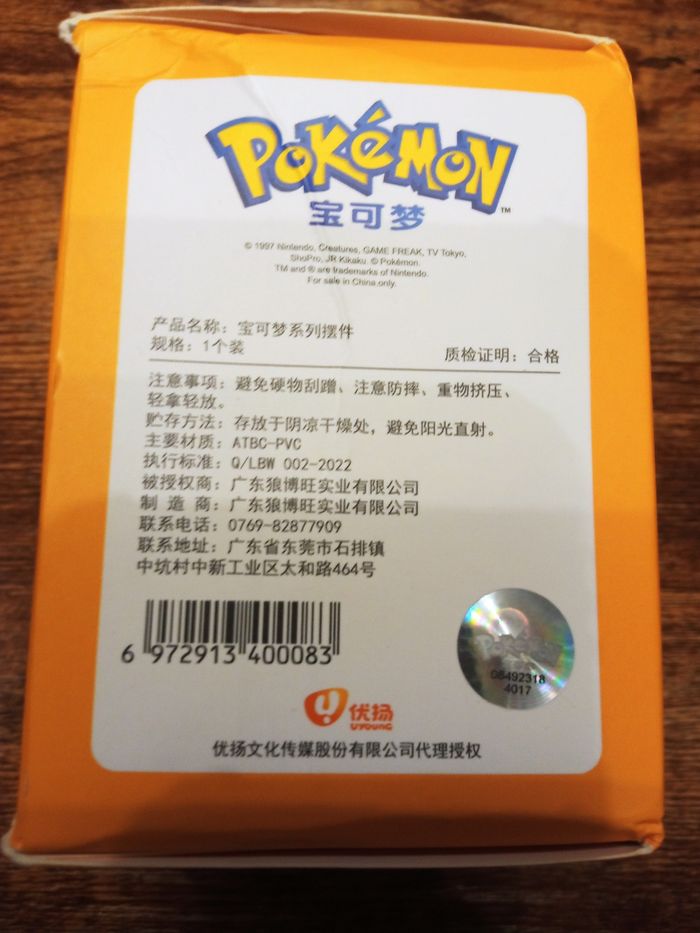 POKéMON
™
宝可梦
© 1997 Nintendo, Creatures, GAME FREAK, TV Tokyo,
ShoPro, JR Kikaku. © Pokémon.
TM and ® are trademarks of Nintendo.
For sale in China only.
产品名称：宝可梦系列摆件
规格：1个装
质检证明：合格
注意事项：避免硬物刮蹭、注意防摔、重物挤压、
轻拿轻放。
贮存方法：存放于阴凉干燥处，避免阳光直射。
主要材质：ATBC-PVC
执行标准：Q/LBW 002-2022
被授权商：广东狼博旺实业有限公司
制 造 商：广东狼博旺实业有限公司
联系电话：0769-82877909
联系地址：广东省东莞市石排镇
中坑村中新工业区太和路464号
6 972913 400083
Pokémon
08492318
4017
优扬
UYOUNG
优扬文化传媒股份有限公司代理授权